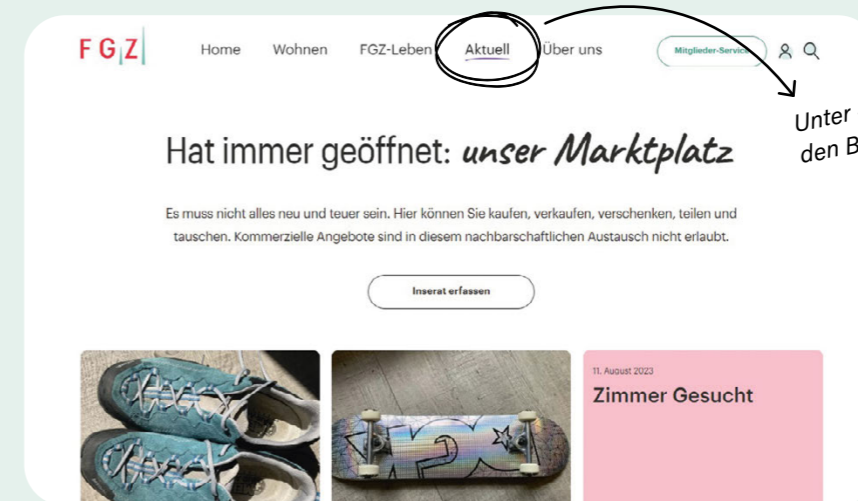 FGZ
Home Wohnen FGZ-Leben Aktuell Über uns Mitglieder-Service
Unter
den B
Hat immer geöffnet: unser Marktplatz
Es muss nicht alles neu und teuer sein. Hier können Sie kaufen, verkaufen, verschenken, teilen und
tauschen. Kommerzielle Angebote sind in diesem nachbarschaftlichen Austausch nicht erlaubt.
Inserat erfassen
11. August 2023
Zimmer Gesucht